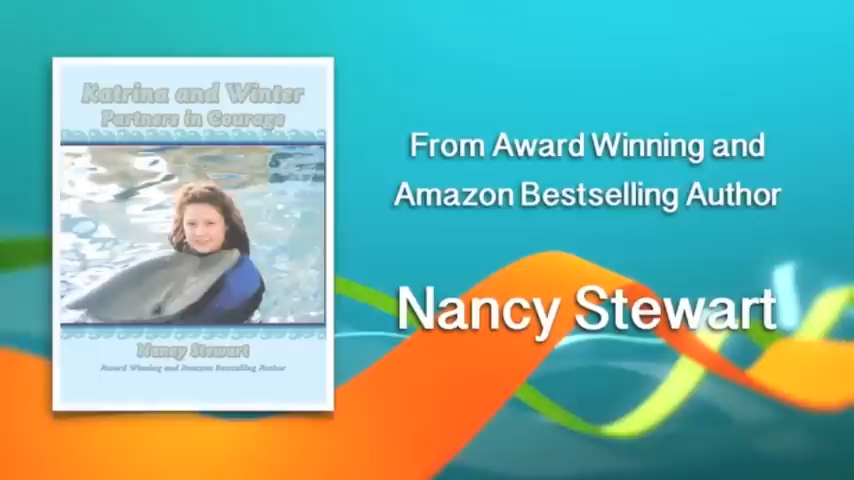 Katrina and Winter
Partners in Courage
Nancy Stewart
Award Winning and Amazon Bestselling Author
From Award Winning and
Amazon Bestselling Author
Nancy Stewart